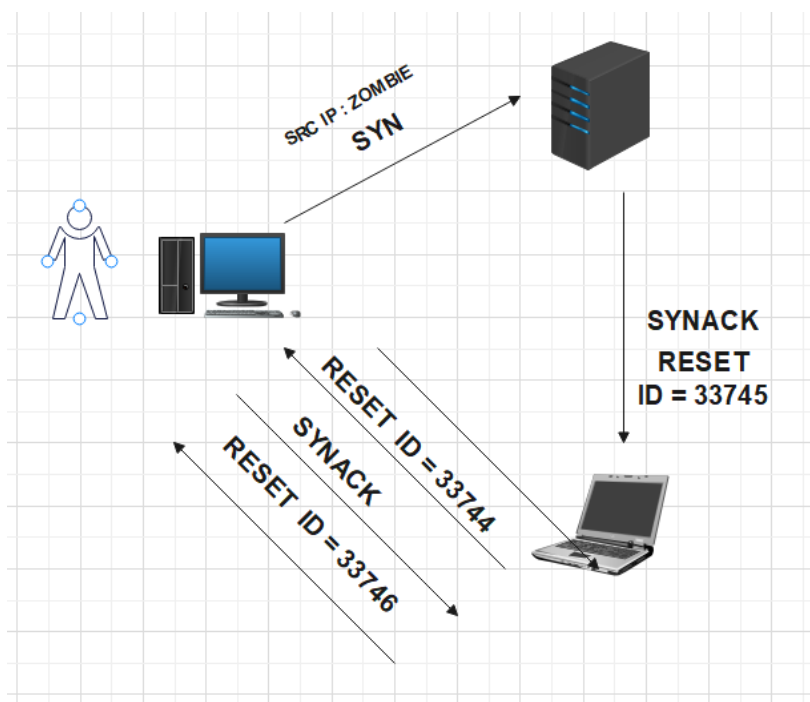 SRC IP : ZOMBIE
SYN
SYNACK
RESET
ID = 33745
RESET ID = 33744
SYNACK
RESET ID = 33746